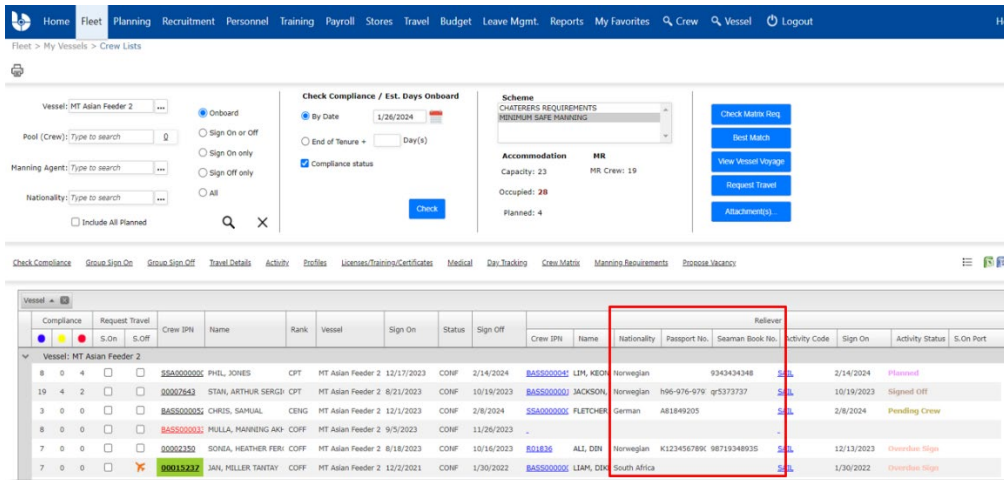 Home Fleet Planning Recruitment Personnel Training Payroll Stores Travel Budget Leave Mgmt. Reports My Favorites Crew Vessel Logout
Fleet > My Vessels > Crew Lists
Vessel: MT Asian Feeder 2 ...
Pool (Crew): Type to search 0
Manning Agent: Type to search ...
Nationality: Type to search ...
Include All Planned
Onboard
Sign On or Off
Sign On only
Sign Off only
All
Check Compliance / Est. Days Onboard
By Date 1/26/2024
End of Tenure + Day(s)
Compliance status
Check
Scheme
CHATERERS REQUIREMENTS
MINIMUM SAFE MANNING
Accommodation MR
Capacity: 23 MR Crew: 19
Occupied: 28
Planned: 4
Check Matrix Req
Best Match
View Vessel Voyage
Request Travel
Attachment(s)...
Check Compliance Group Sign On Group Sign Off Travel Details Activity Profiles Licenses/Training/Certificates Medical Day Tracking Crew Matrix Manning Requirements Propose Vacancy
Vessel
Compliance Request Travel Crew IPN Name Rank Vessel Sign On Status Sign Off Reliever
S.On S.Off Crew IPN Name Nationality Passport No. Seaman Book No. Activity Code Sign On Activity Status S.On Port
Vessel: MT Asian Feeder 2
8 0 4 PHIL, JONES CPT MT Asian Feeder 2 12/17/2023 CONF 2/14/2024 LIM, Norwegian 9343434348 2/14/2024 Planned
19 4 2 00007643 STAN, ARTHUR CPT MT Asian Feeder 2 8/21/2023 CONF 10/19/2023 JACKSON, Norwegian h96-976-979 qr5373737 10/19/2023 Signed Off
3 0 0 CHRIS, SAMUAL CENG MT Asian Feeder 2 12/1/2023 CONF 2/8/2024 FLETCHER German A81849205 2/8/2024 Pending Crew
8 0 0 MULLA, MANNING COFF MT Asian Feeder 2 9/5/2023 CONF 11/26/2023
7 0 0 00002350 SONIA, HEATHER COFF MT Asian Feeder 2 8/18/2023 CONF 10/16/2023 R01836 ALI, DIN Norwegian 12/13/2023 Overdue Sign
7 0 0 00015237 JAN, MILLER TANTAY COFF MT Asian Feeder 2 12/2/2021 CONF 1/30/2022 LIAM, South Africa 1/30/2022 Overdue Sign